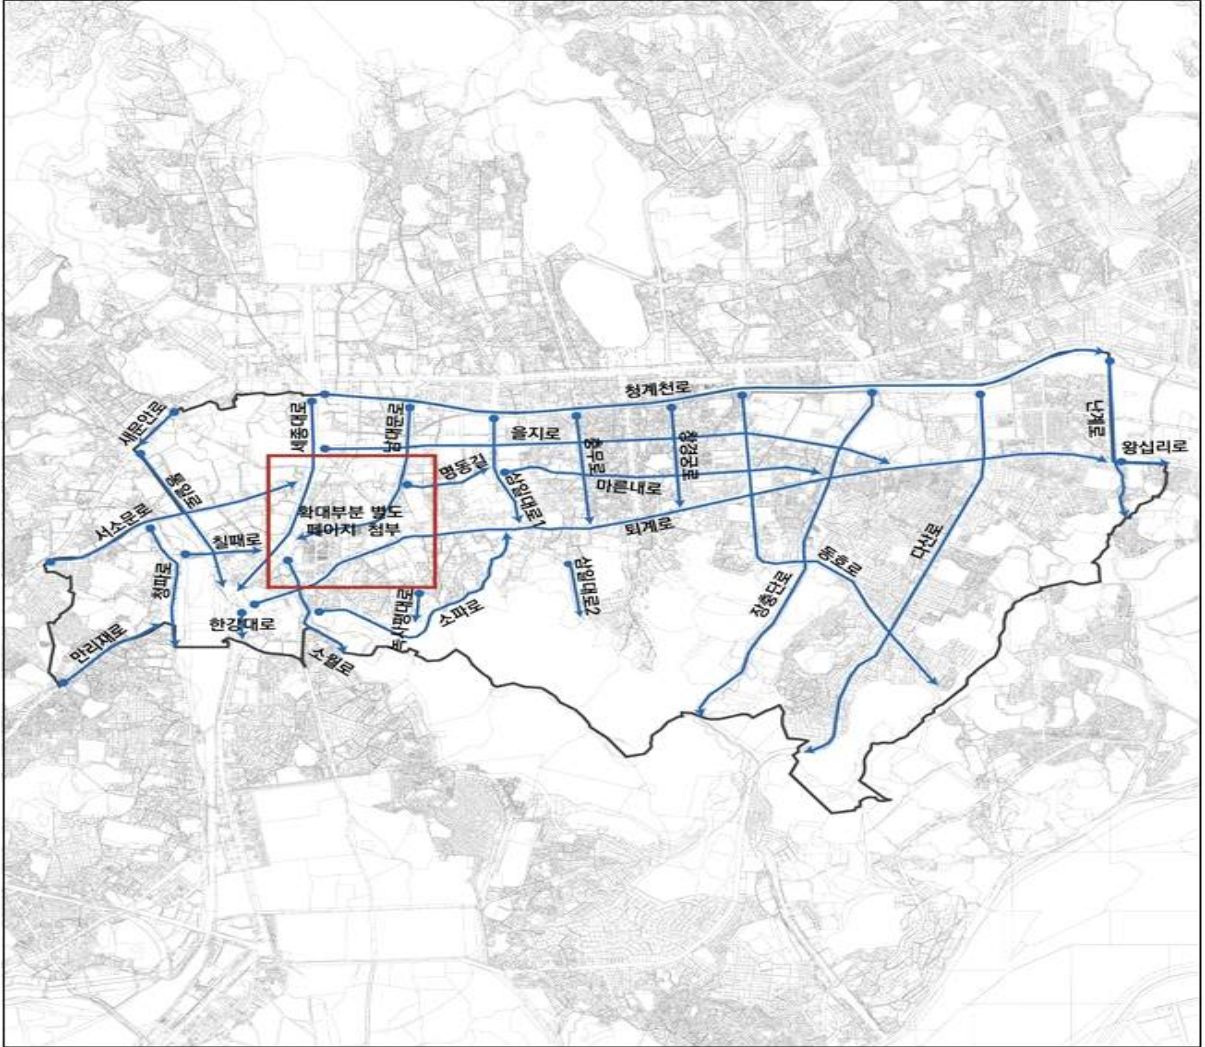 청계천로
새문안로
세종대로
남대문로
을지로
충무로
창경궁로
난계로
왕십리로
통일로
명동길
삼일대로1
마른내로
서소문로
확대부분 별도
페이지 첨부
퇴계로
칠패로
다산로
청파로
동호로
삼일대로2
장충단로
소파로
한강대로
만리재로
소월로